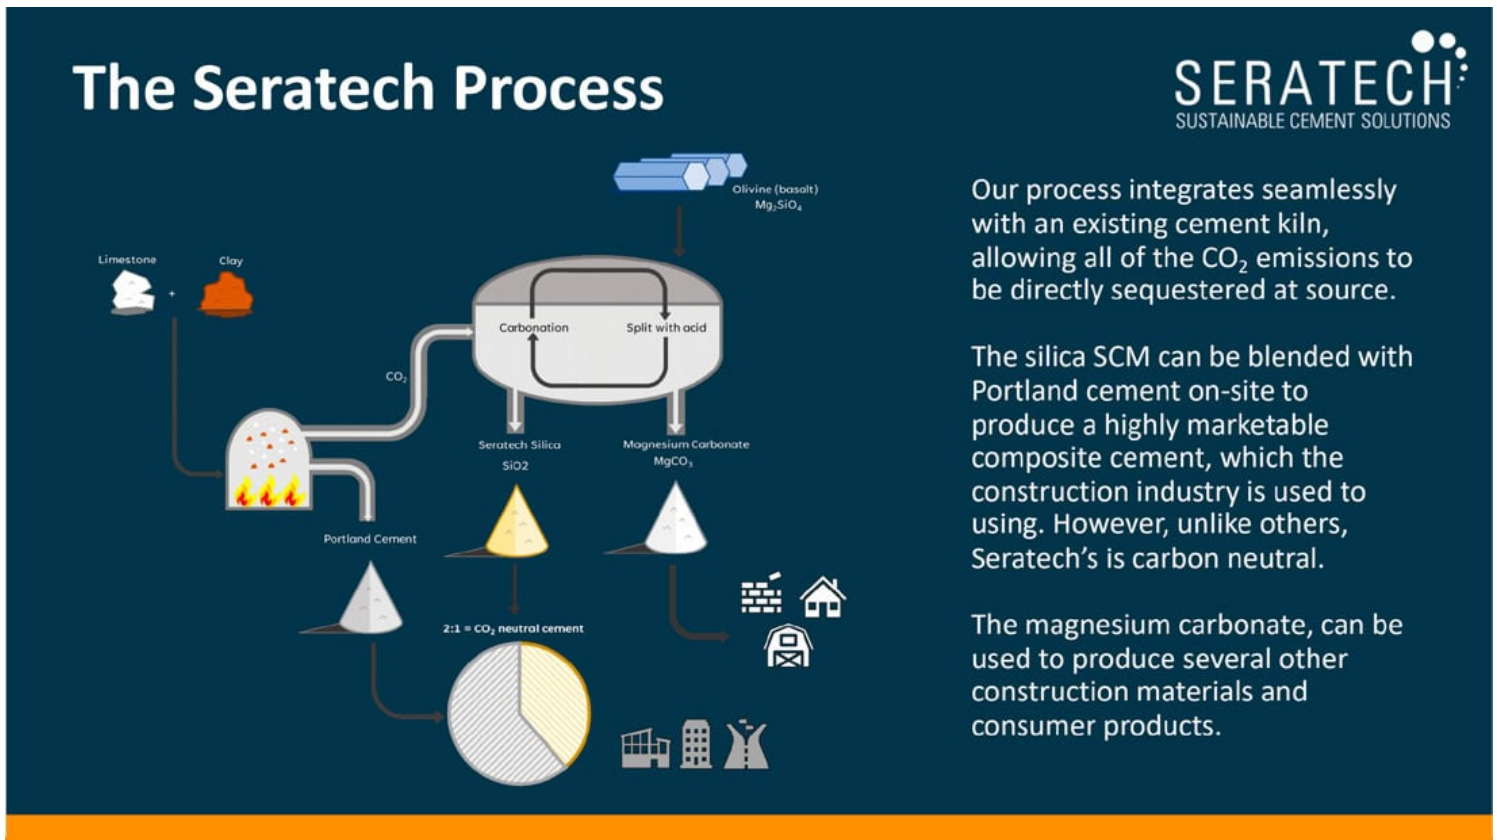 The Seratech Process
SERATECH
SUSTAINABLE CEMENT SOLUTIONS
Olivine (basalt)
Mg₂SiO₄
Limestone
+
Clay
Carbonation
Split with acid
CO₂
Seratech Silica
SiO2
Magnesium Carbonate
MgCO₃
Portland Cement
2:1 = CO₂ neutral cement
Our process integrates seamlessly
with an existing cement kiln,
allowing all of the CO₂ emissions to
be directly sequestered at source.
The silica SCM can be blended with
Portland cement on-site to
produce a highly marketable
composite cement, which the
construction industry is used to
using. However, unlike others,
Seratech’s is carbon neutral.
The magnesium carbonate, can be
used to produce several other
construction materials and
consumer products.